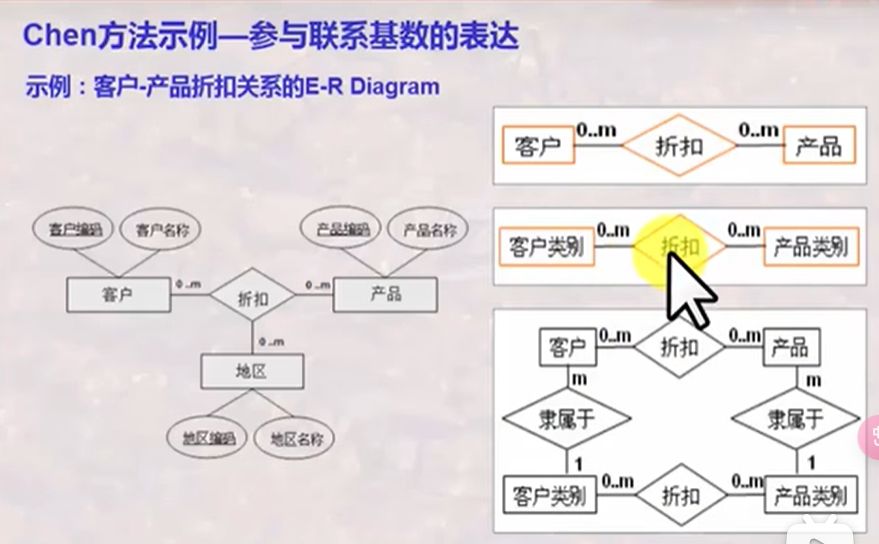 Chen方法示例—参与联系基数的表达
示例：客户-产品折扣关系的E-R Diagram
客户编码 客户名称 产品编码 产品名称
客户 0..m 折扣 0..m 产品
0..m
地区
地区编码 地区名称
客户 0..m 折扣 0..m 产品
客户类别 0..m 折扣 0..m 产品类别
客户 0..m 折扣 0..m 产品
m m
隶属于 隶属于
1 1
客户类别 0..m 折扣 0..m 产品类别